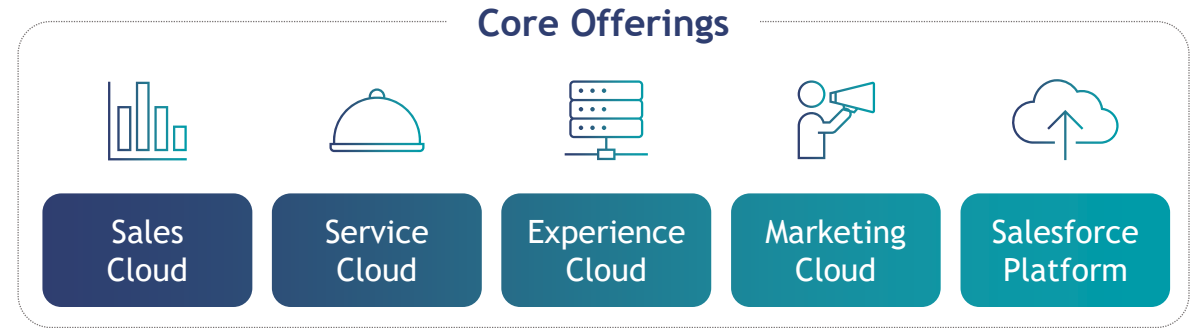 Core Offerings
Sales
Cloud
Service
Cloud
Experience
Cloud
Marketing
Cloud
Salesforce
Platform